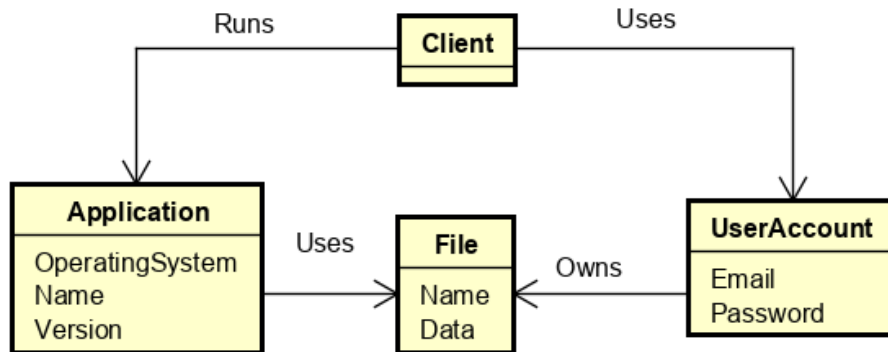 Runs
Client
Uses
Application
OperatingSystem
Name
Version
Uses
File
Name
Data
Owns
UserAccount
Email
Password